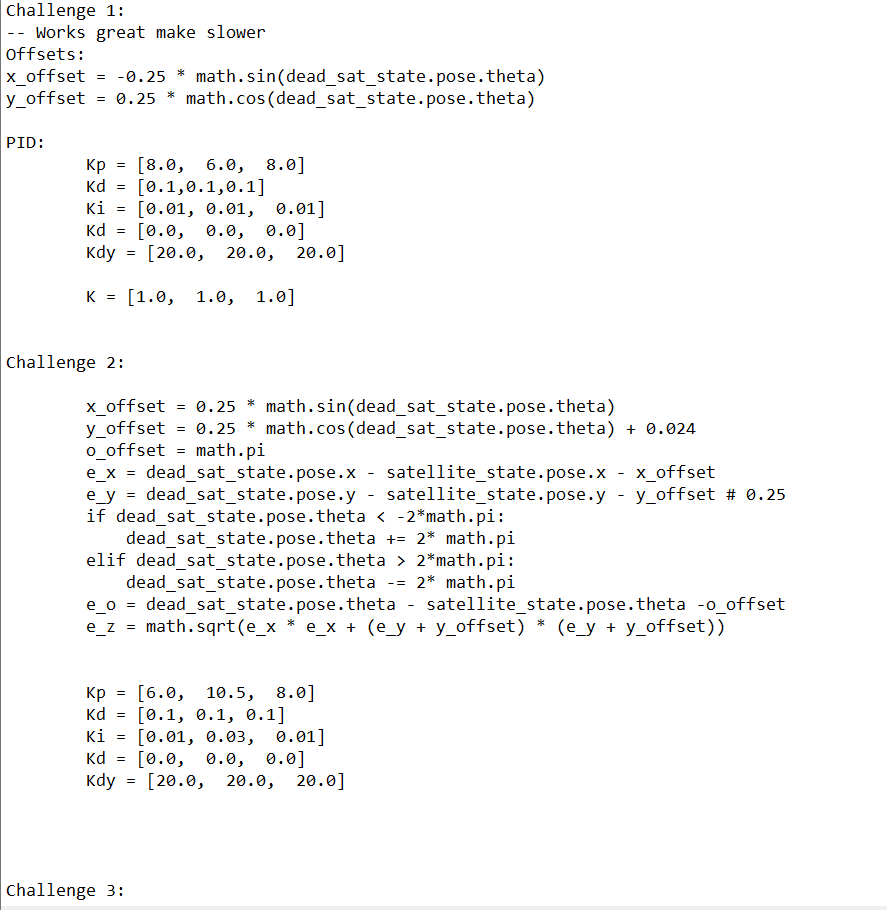 Challenge 1:
-- Works great make slower
Offsets:
x_offset = -0.25 * math.sin(dead_sat_state.pose.theta)
y_offset = 0.25 * math.cos(dead_sat_state.pose.theta)
PID:
Kp = [8.0,  6.0,  8.0]
Kd = [0.1,0.1,0.1]
Ki = [0.01, 0.01,  0.01]
Kd = [0.0,  0.0,  0.0]
Kdy = [20.0,  20.0,  20.0]
K = [1.0,  1.0,  1.0]
Challenge 2:
x_offset = 0.25 * math.sin(dead_sat_state.pose.theta)
y_offset = 0.25 * math.cos(dead_sat_state.pose.theta) + 0.024
o_offset = math.pi
e_x = dead_sat_state.pose.x - satellite_state.pose.x - x_offset
e_y = dead_sat_state.pose.y - satellite_state.pose.y - y_offset # 0.25
if dead_sat_state.pose.theta < -2*math.pi:
    dead_sat_state.pose.theta += 2* math.pi
elif dead_sat_state.pose.theta > 2*math.pi:
    dead_sat_state.pose.theta -= 2* math.pi
e_o = dead_sat_state.pose.theta - satellite_state.pose.theta -o_offset
e_z = math.sqrt(e_x * e_x + (e_y + y_offset) * (e_y + y_offset))
Kp = [6.0,  10.5,  8.0]
Kd = [0.1, 0.1, 0.1]
Ki = [0.01, 0.03,  0.01]
Kd = [0.0,  0.0,  0.0]
Kdy = [20.0,  20.0,  20.0]
Challenge 3: